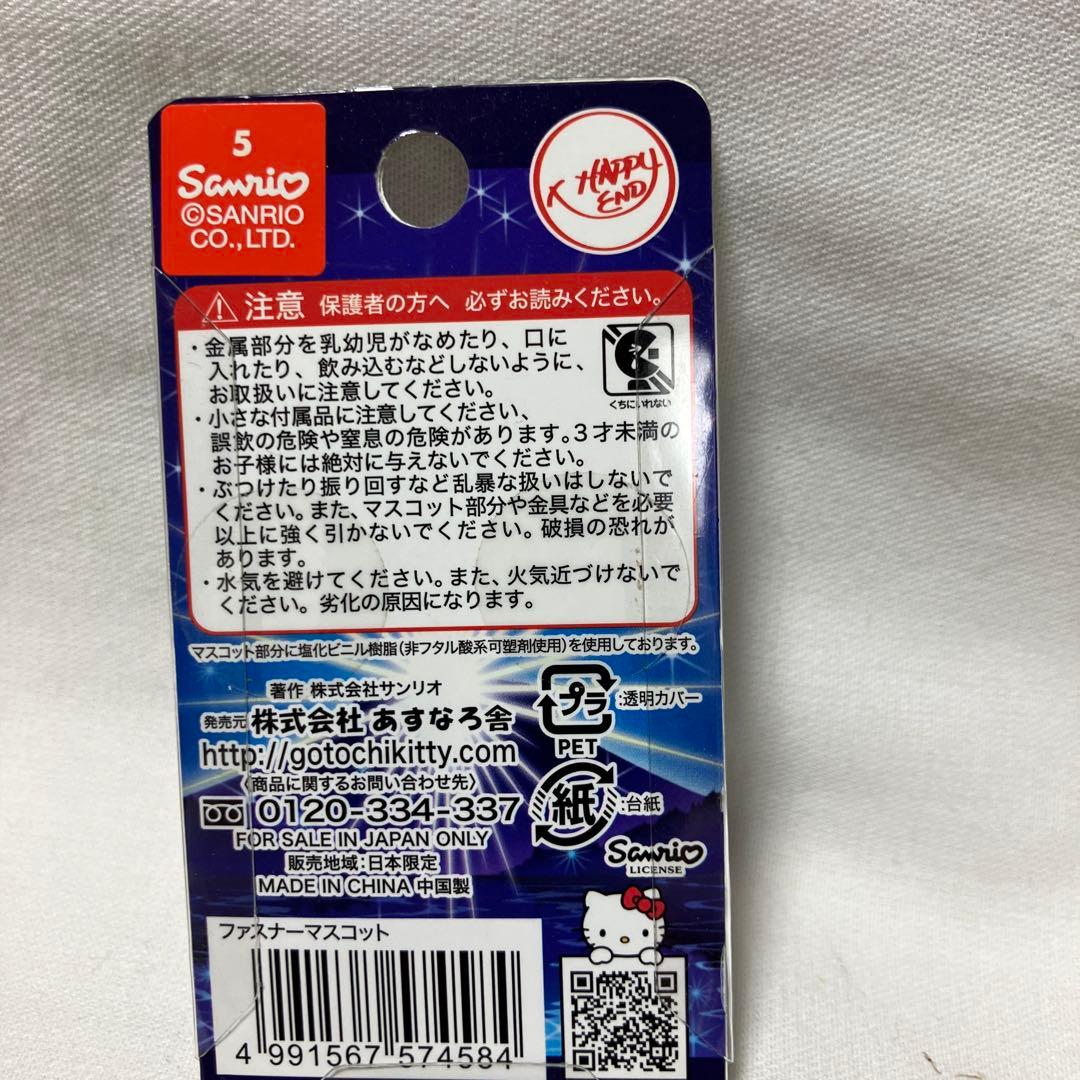 5
Sanrio
©SANRIO
CO.,LTD.
HAPPY
END
注意 保護者の方へ 必ずお読みください。
・金属部分を乳幼児がなめたり、口に
入れたり、飲み込むなどしないように、
お取扱いに注意してください。
くちにいれない
・小さな付属品に注意してください、
誤飲の危険や窒息の危険があります。3才未満の
お子様には絶対に与えないでください。
・ぶつけたり振り回すなど乱暴な扱いはしないで
ください。また、マスコット部分や金具などを必要
以上に強く引かないでください。破損の恐れが
あります。
・水気を避けてください。また、火気近づけないで
ください。劣化の原因になります。
マスコット部分に塩化ビニル樹脂(非フタル酸系可塑剤使用)を使用しております。
著作 株式会社サンリオ
発売元 株式会社 あすなろ舎
http://gotochikitty.com
〈商品に関するお問い合わせ先〉
0120-334-337
FOR SALE IN JAPAN ONLY
販売地域:日本限定
MADE IN CHINA 中国製
プラ :透明カバー
PET
紙 :台紙
Sanrio
LICENSE
ファスナーマスコット
4 991567 574584